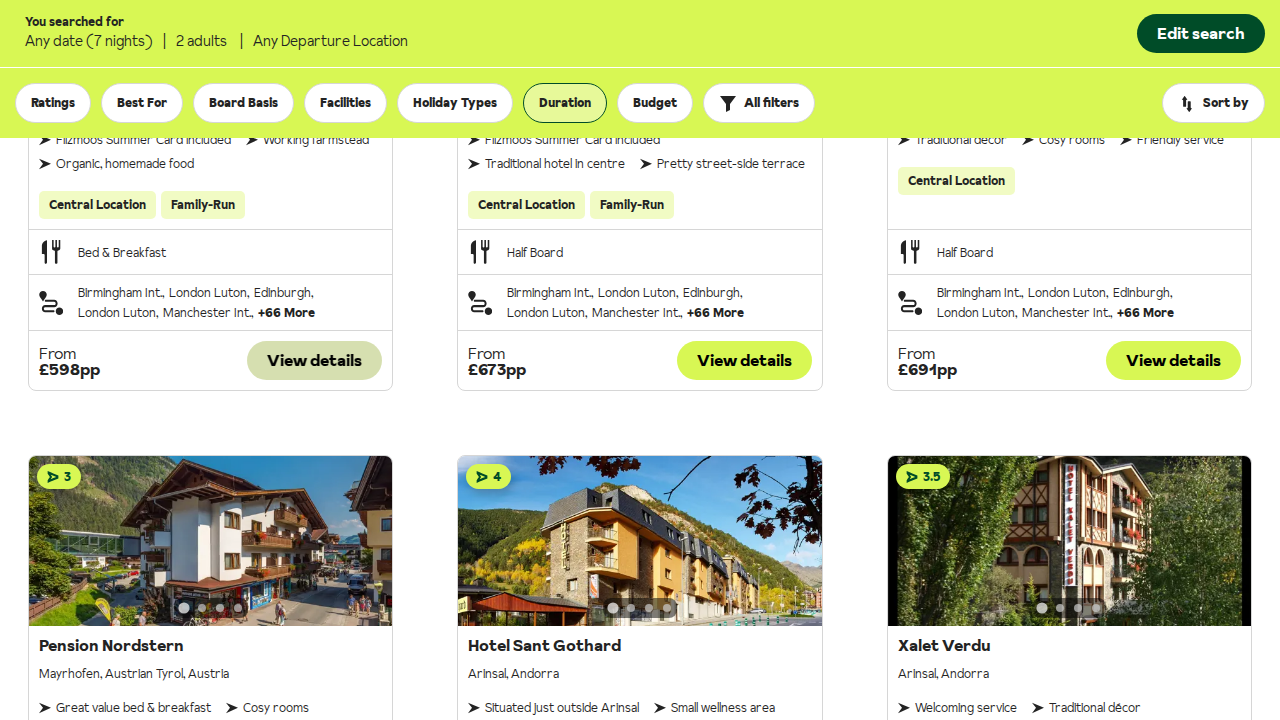 You searched for
Any date (7 nights) | 2 adults | Any Departure Location
Edit search
Ratings
Best For
Board Basis
Facilities
Holiday Types
Duration
Budget
All filters
Sort by
Filzmoos Summer Card included
Working farmstead
Organic, homemade food
Central Location
Family-Run
Bed & Breakfast
Birmingham Int., London Luton, Edinburgh,
London Luton, Manchester Int., +66 More
From
£598pp
View details
Filzmoos Summer Card included
Traditional hotel in centre
Pretty street-side terrace
Central Location
Family-Run
Half Board
Birmingham Int., London Luton, Edinburgh,
London Luton, Manchester Int., +66 More
From
£673pp
View details
Traditional décor
Cosy rooms
Friendly service
Central Location
Half Board
Birmingham Int., London Luton, Edinburgh,
London Luton, Manchester Int., +66 More
From
£691pp
View details
3
Pension Nordstern
Mayrhofen, Austrian Tyrol, Austria
Great value bed & breakfast
Cosy rooms
4
HOTEL
Hotel Sant Gothard
Arinsal, Andorra
Situated just outside Arinsal
Small wellness area
3.5
HOTEL XALET VERDU
Xalet Verdu
Arinsal, Andorra
Welcoming service
Traditional décor